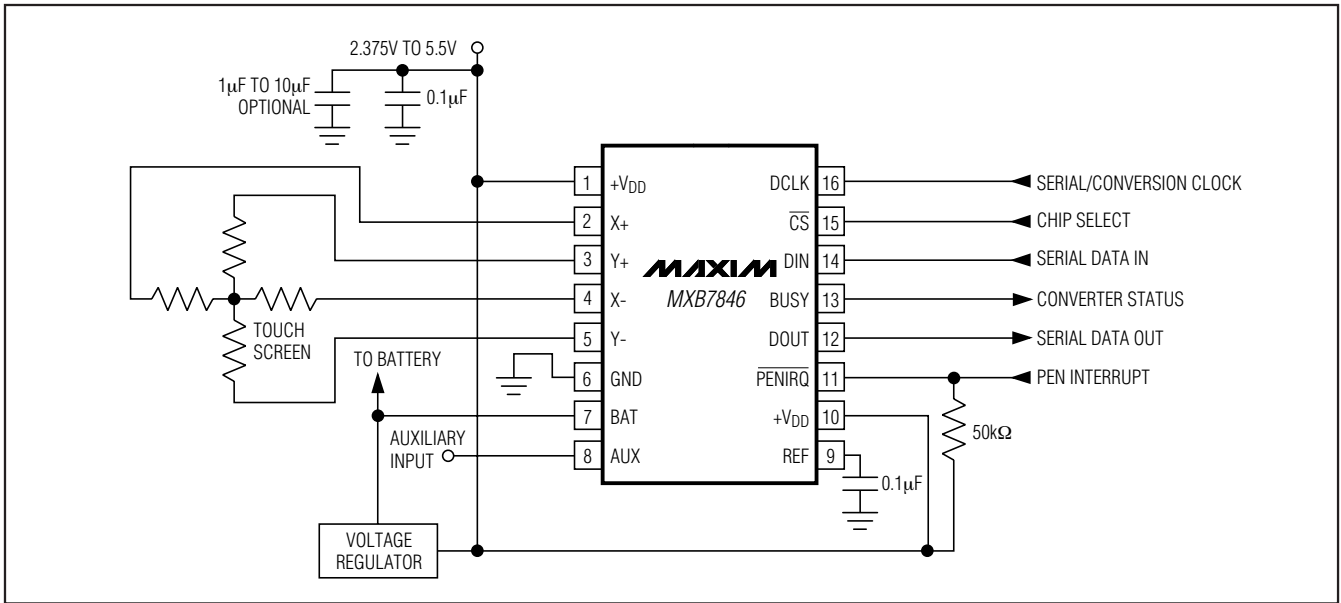 2.375V TO 5.5V
1µF TO 10µF
OPTIONAL
0.1µF
TOUCH
SCREEN
TO BATTERY
AUXILIARY
INPUT
VOLTAGE
REGULATOR
1 +VDD
2 X+
3 Y+
4 X-
5 Y-
6 GND
7 BAT
8 AUX
MAXIM
MXB7846
DCLK 16
CS 15
DIN 14
BUSY 13
DOUT 12
PENIRQ 11
+VDD 10
REF 9
SERIAL/CONVERSION CLOCK
CHIP SELECT
SERIAL DATA IN
CONVERTER STATUS
SERIAL DATA OUT
PEN INTERRUPT
50kΩ
0.1µF